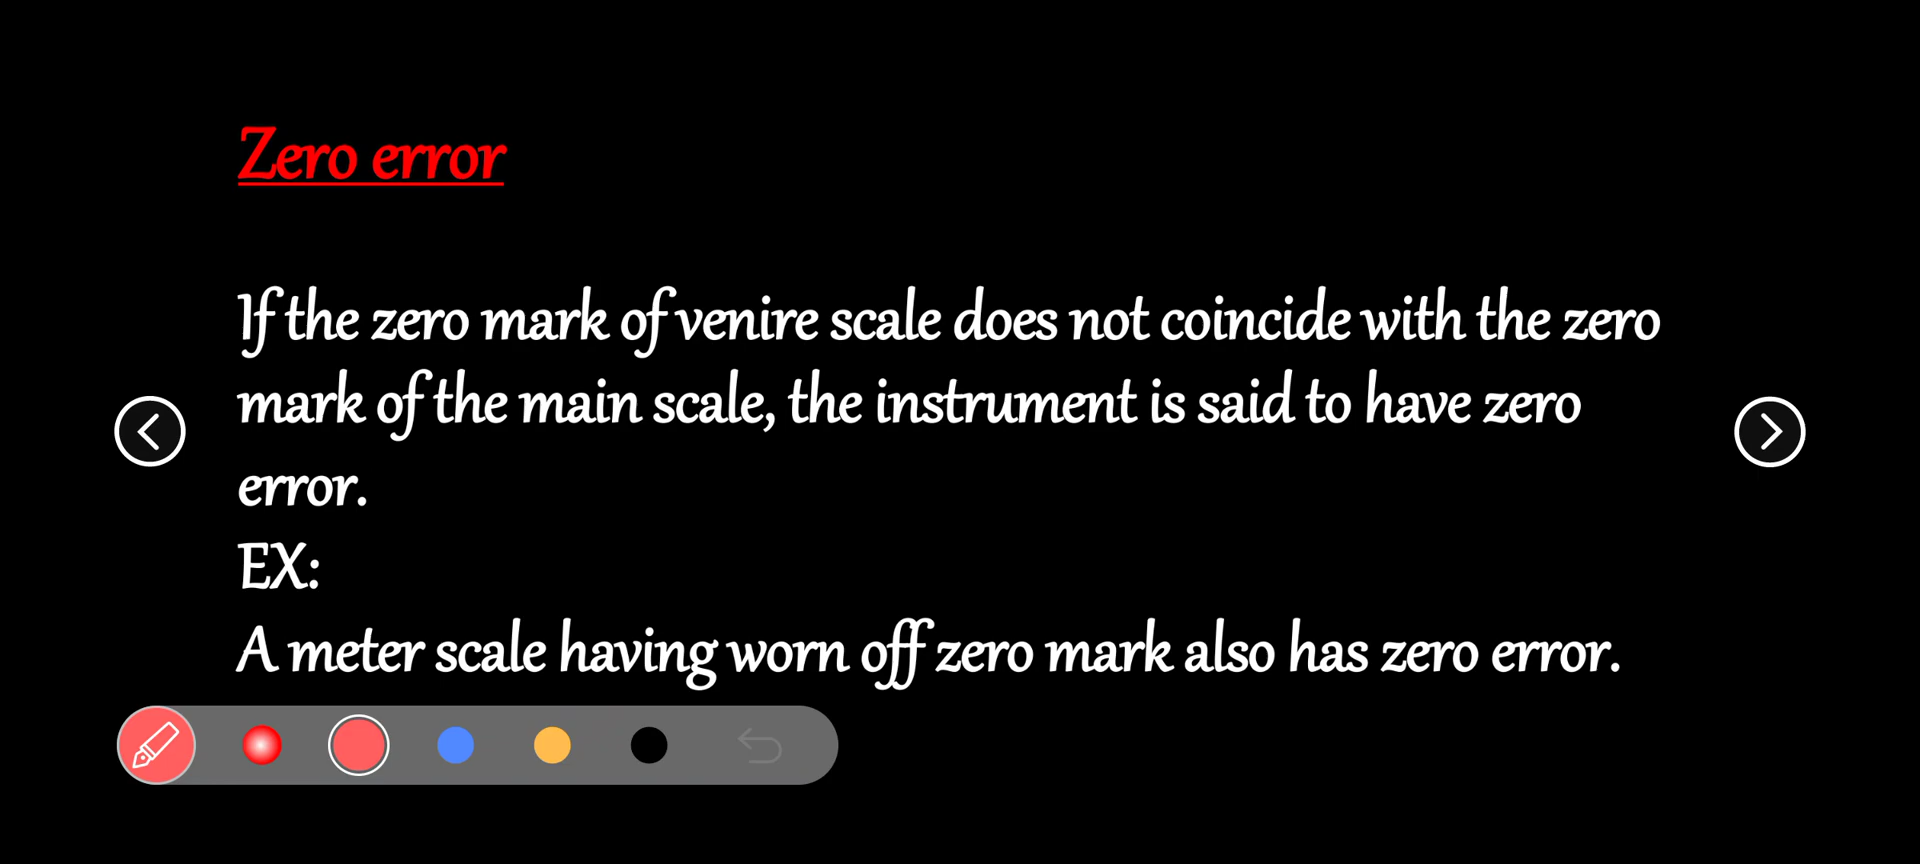 Zero error
If the zero mark of venire scale does not coincide with the zero
mark of the main scale, the instrument is said to have zero
error.
EX:
A meter scale having worn off zero mark also has zero error.